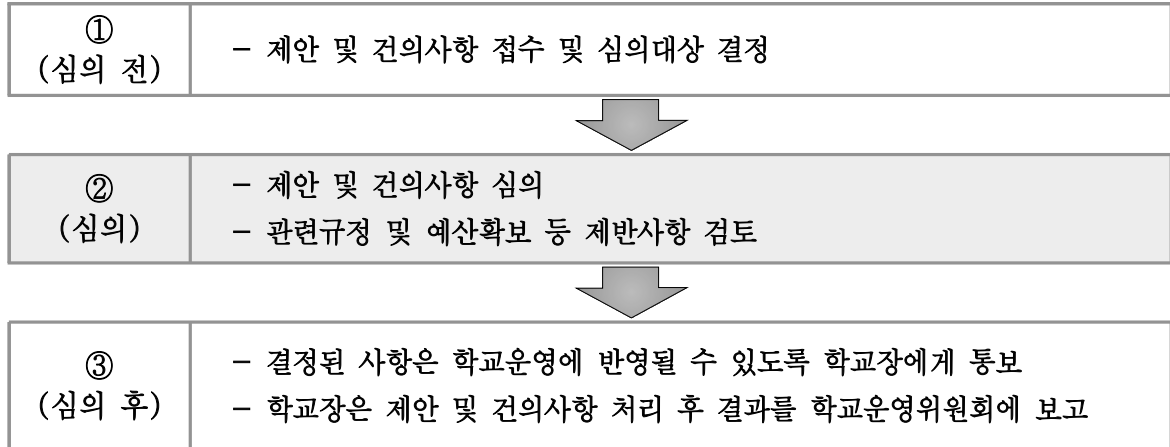 ①
(심의 전)
- 제안 및 건의사항 접수 및 심의대상 결정
②
(심의)
- 제안 및 건의사항 심의
- 관련규정 및 예산확보 등 제반사항 검토
③
(심의 후)
- 결정된 사항은 학교운영에 반영될 수 있도록 학교장에게 통보
- 학교장은 제안 및 건의사항 처리 후 결과를 학교운영위원회에 보고